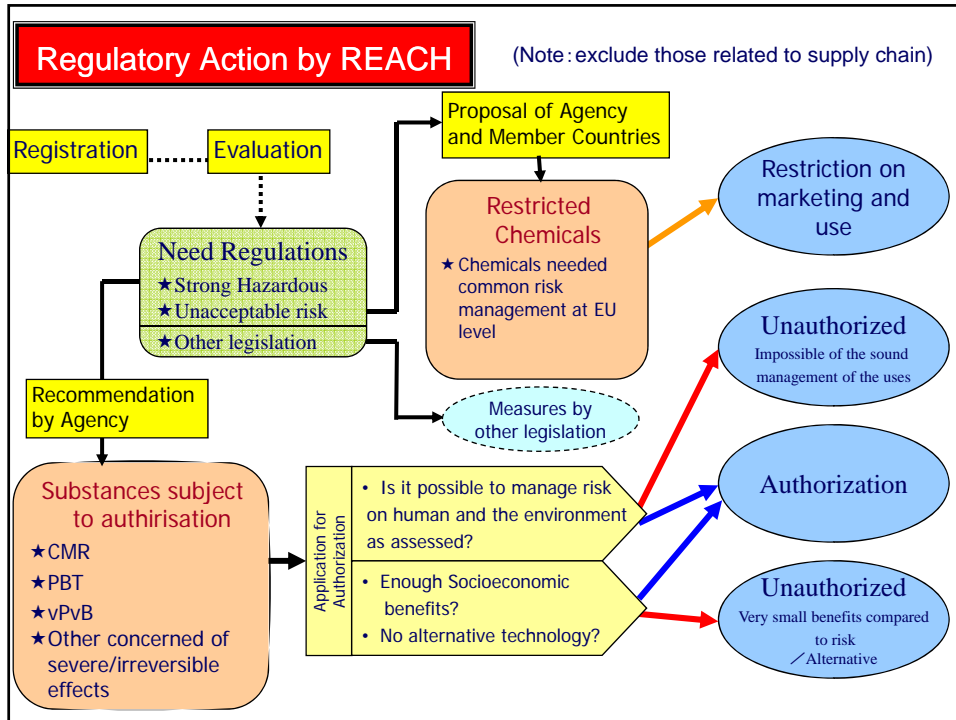 Regulatory Action by REACH
(Note:exclude those related to supply chain)
Registration
Evaluation
Proposal of Agency
and Member Countries
Restriction on
marketing and
use
Need Regulations
★Strong Hazardous
★Unacceptable risk
★Other legislation
Restricted
Chemicals
★ Chemicals needed
common risk
management at EU
level
Unauthorized
Impossible of the sound
management of the uses
Recommendation
by Agency
Measures by
other legislation
Substances subject
to authirisation
★CMR
★PBT
★vPvB
★Other concerned of
severe/irreversible
effects
Application for
Authorization
• Is it possible to manage risk
on human and the environment
as assessed?
• Enough Socioeconomic
benefits?
• No alternative technology?
Authorization
Unauthorized
Very small benefits compared
to risk
／Alternative